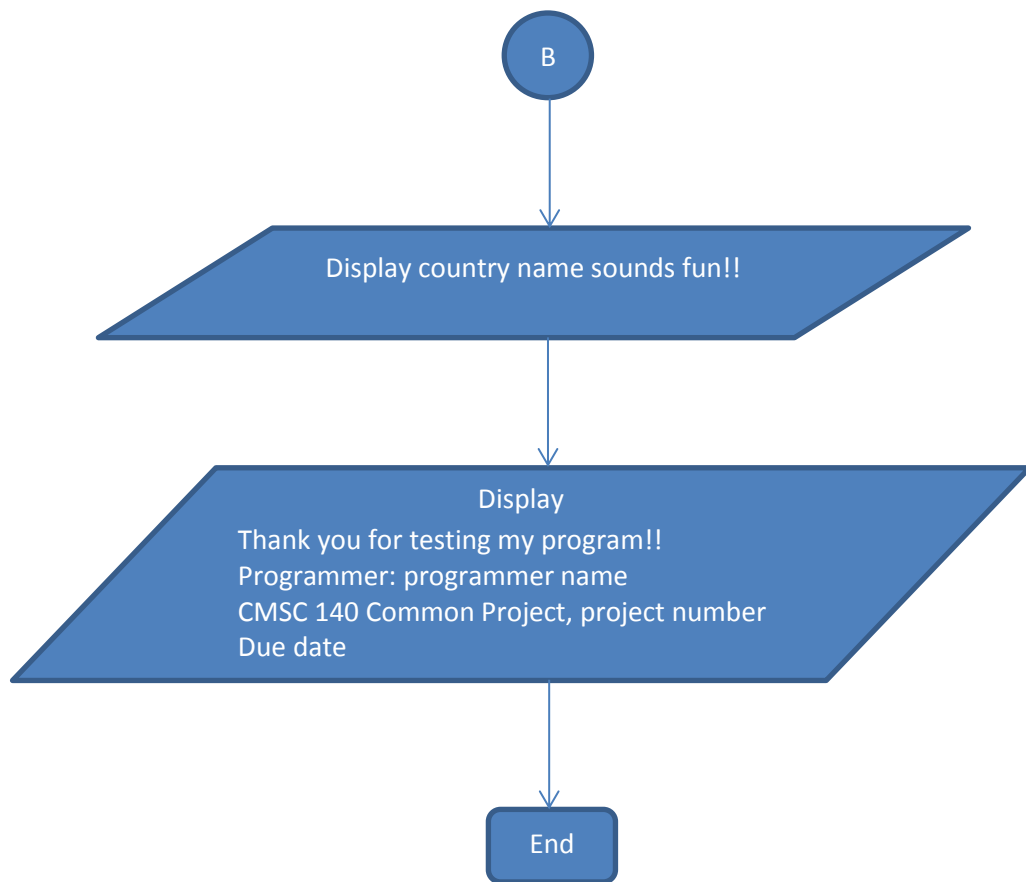 B
Display country name sounds fun!!
Display
Thank you for testing my program!!
Programmer: programmer name
CMSC 140 Common Project, project number
Due date
End